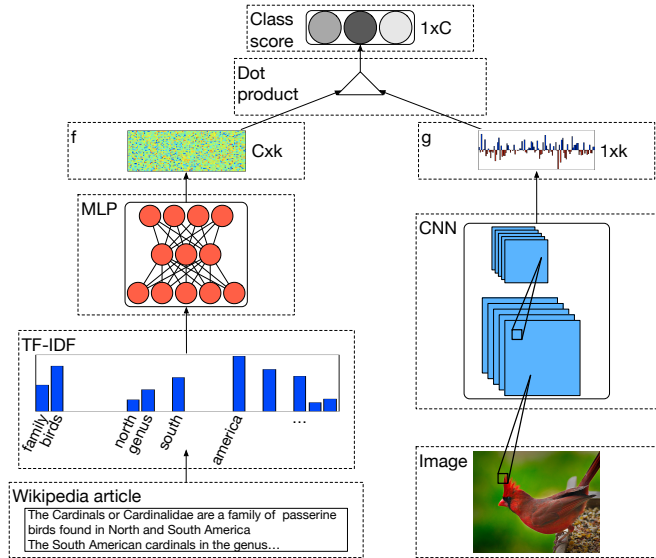 Class
score
1xC
Dot
product
f
Cxk
g
1xk
MLP
CNN
TF-IDF
family
birds
north
genus
south
america
...
Image
Wikipedia article
The Cardinals or Cardinalidae are a family of passerine
birds found in North and South America
The South American cardinals in the genus...